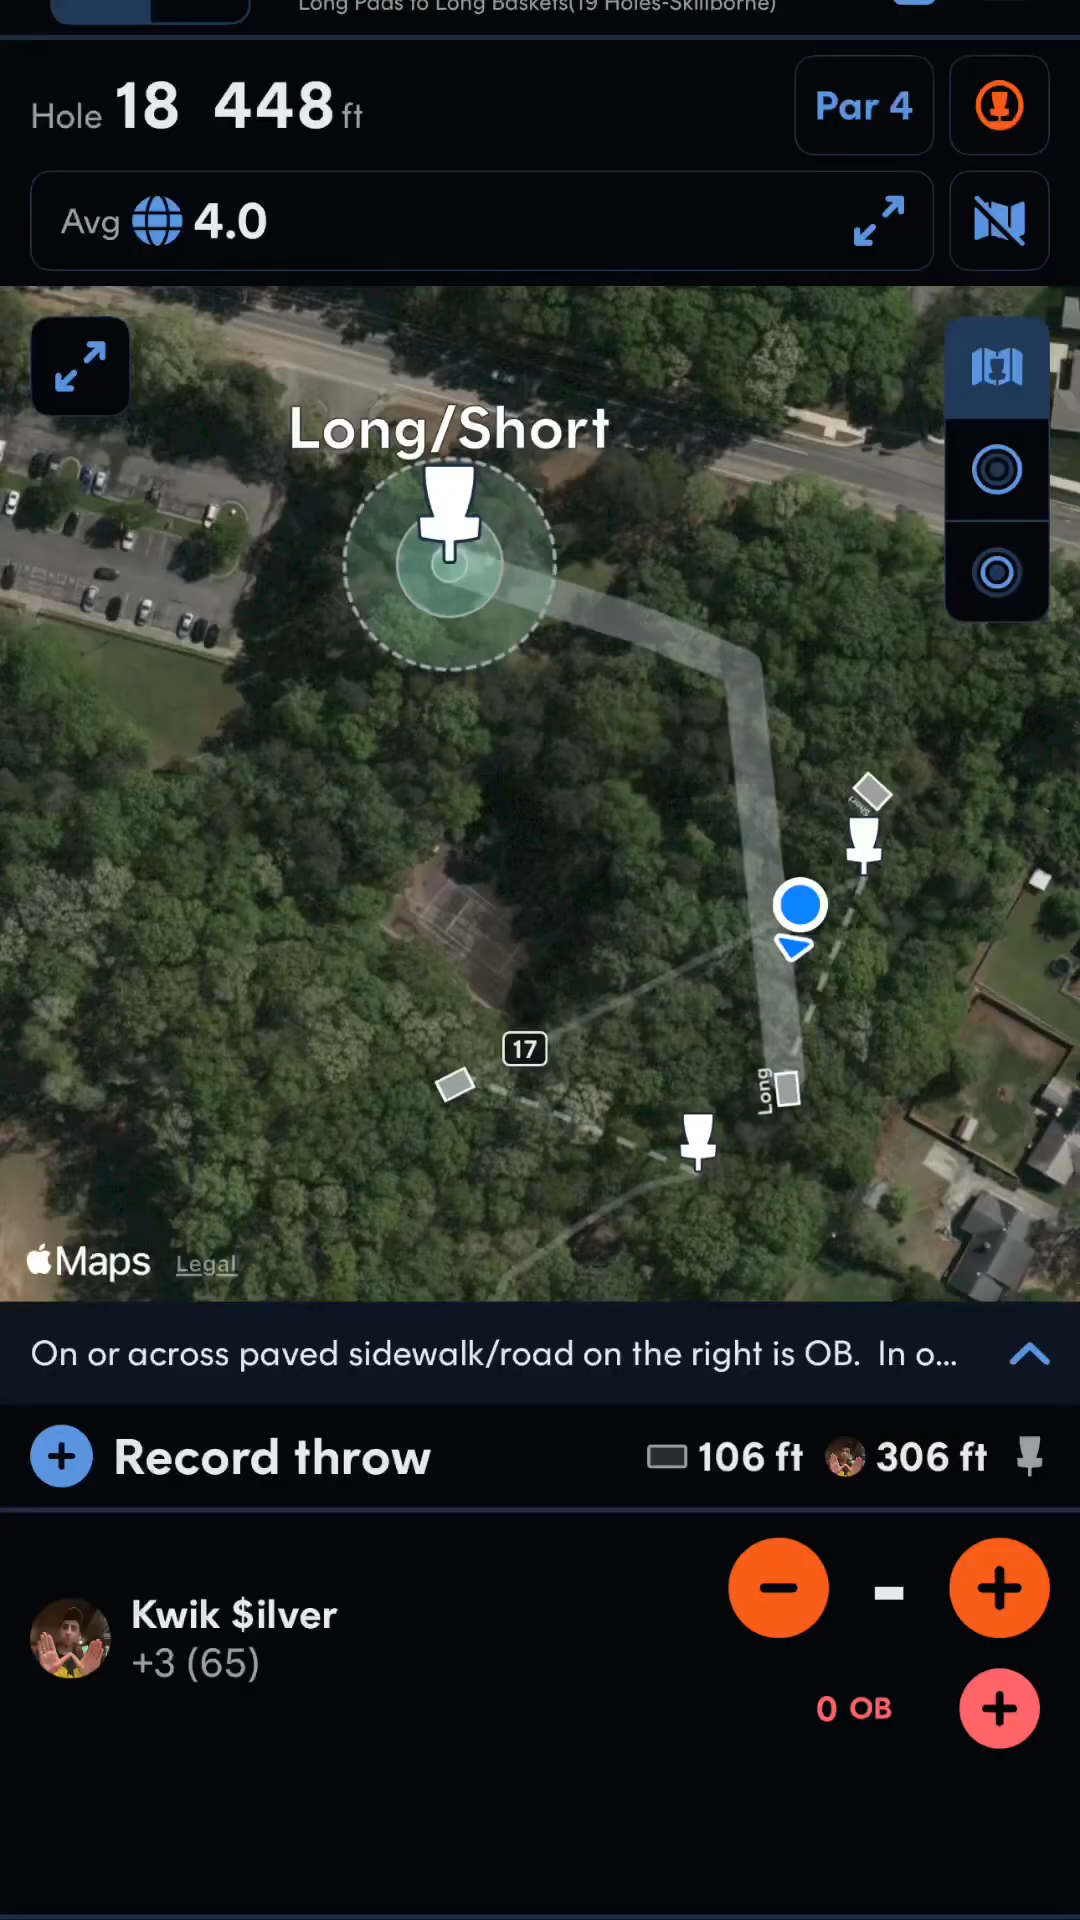 Long Pads to Long Baskets(19 Holes-Skillborne)
Hole 18 448 ft
Par 4
Avg 4.0
Long/Short
Short
17
Long
Maps Legal
On or across paved sidewalk/road on the right is OB. In o...
Record throw
106 ft 306 ft
Kwik $ilver
+3 (65)
0 OB